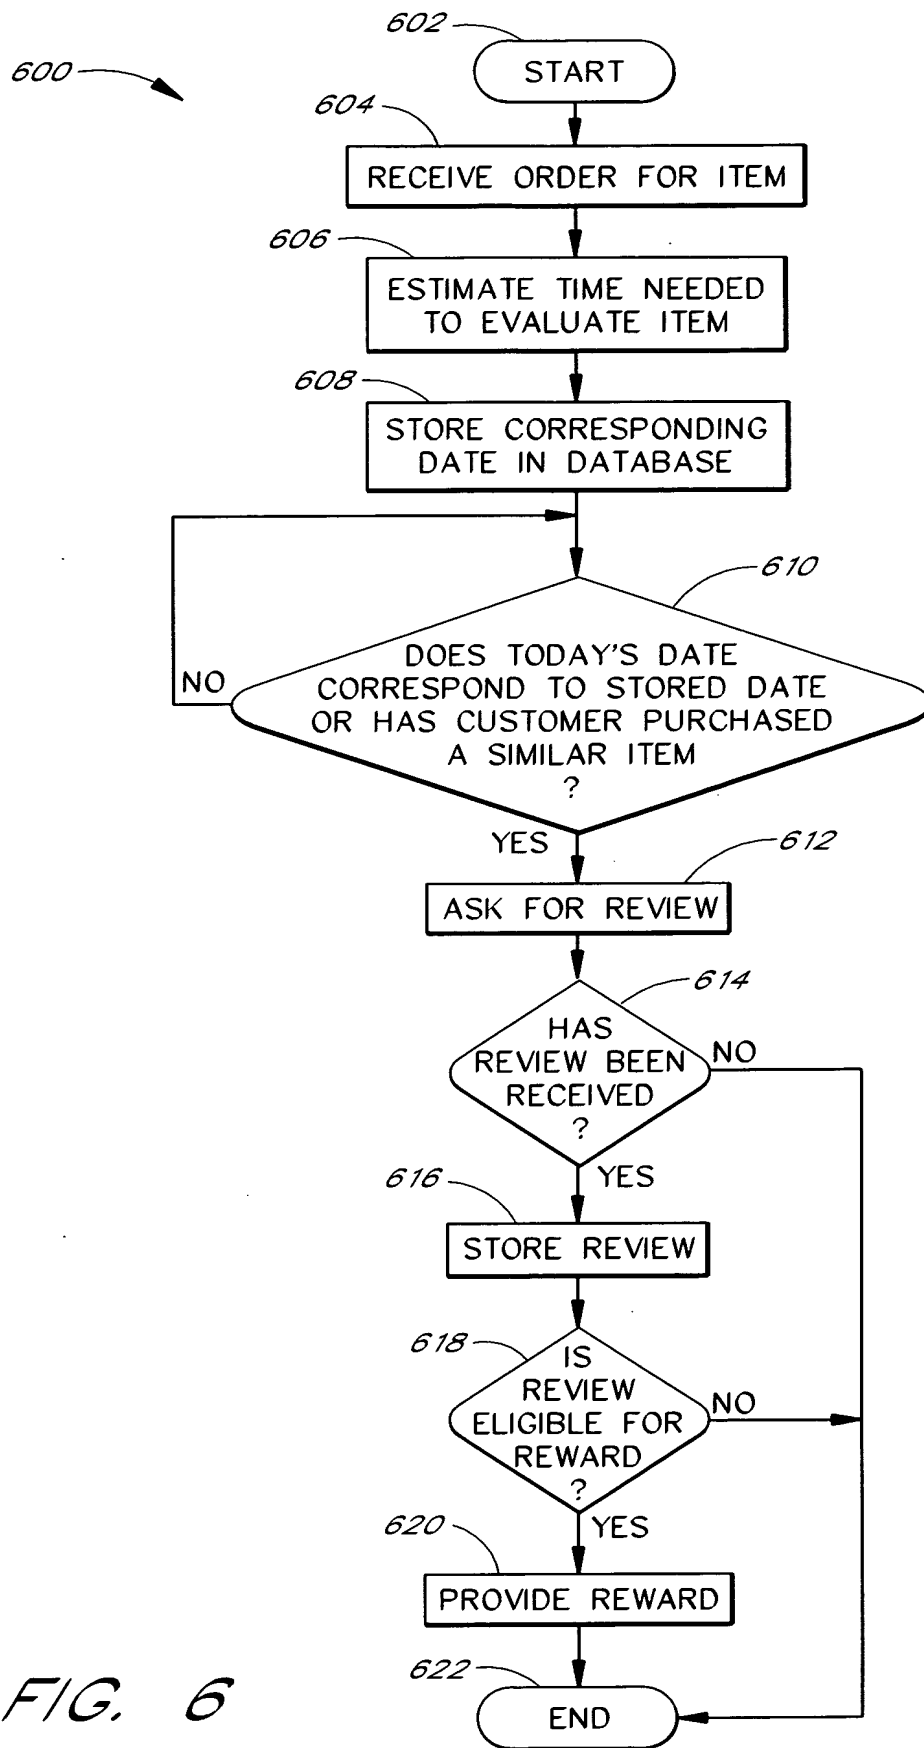 602
START
600
604
RECEIVE ORDER FOR ITEM
606
ESTIMATE TIME NEEDED
TO EVALUATE ITEM
608
STORE CORRESPONDING
DATE IN DATABASE
610
DOES TODAY'S DATE
CORRESPOND TO STORED DATE
OR HAS CUSTOMER PURCHASED
A SIMILAR ITEM
?
NO
YES
612
ASK FOR REVIEW
614
HAS
REVIEW BEEN
RECEIVED
?
NO
YES
616
STORE REVIEW
618
IS
REVIEW
ELIGIBLE FOR
REWARD
?
NO
YES
620
PROVIDE REWARD
622
END
FIG. 6